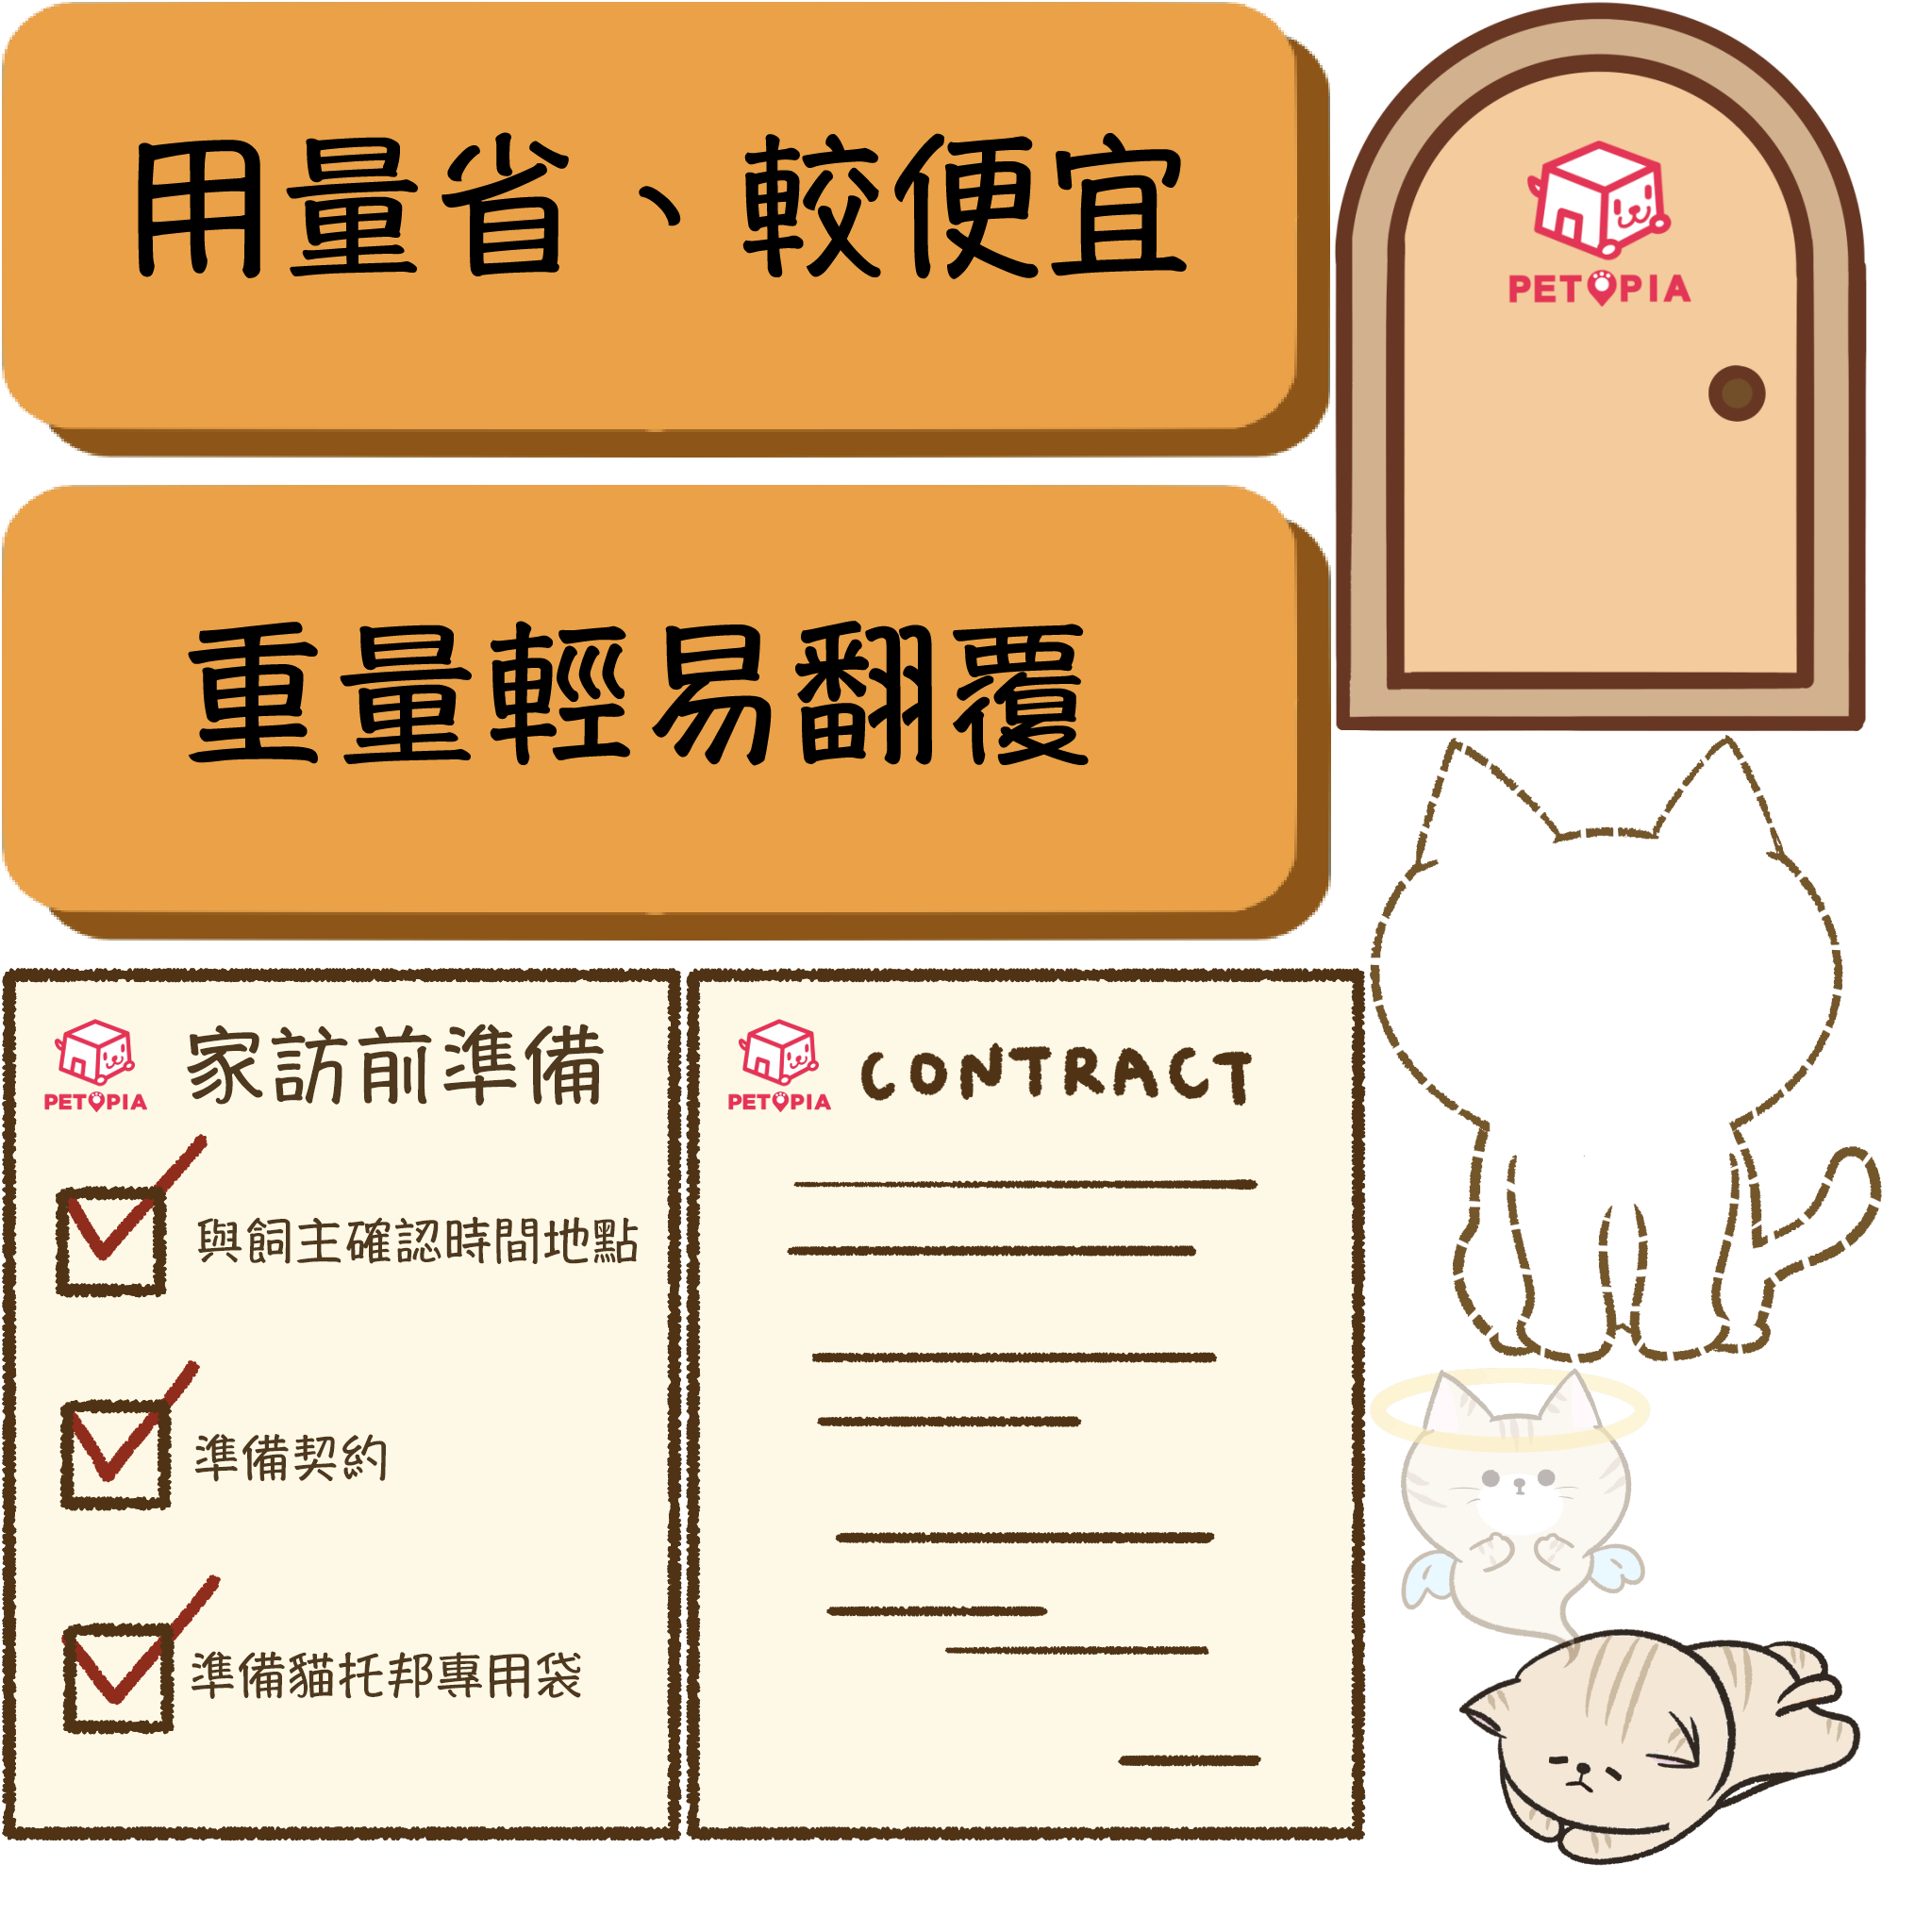 用量省、較便宜
PETOPIA
重量輕易翻覆
PETOPIA
家訪前準備
與飼主確認時間地點
準備契約
準備貓托邦專用袋
PETOPIA
CONTRACT